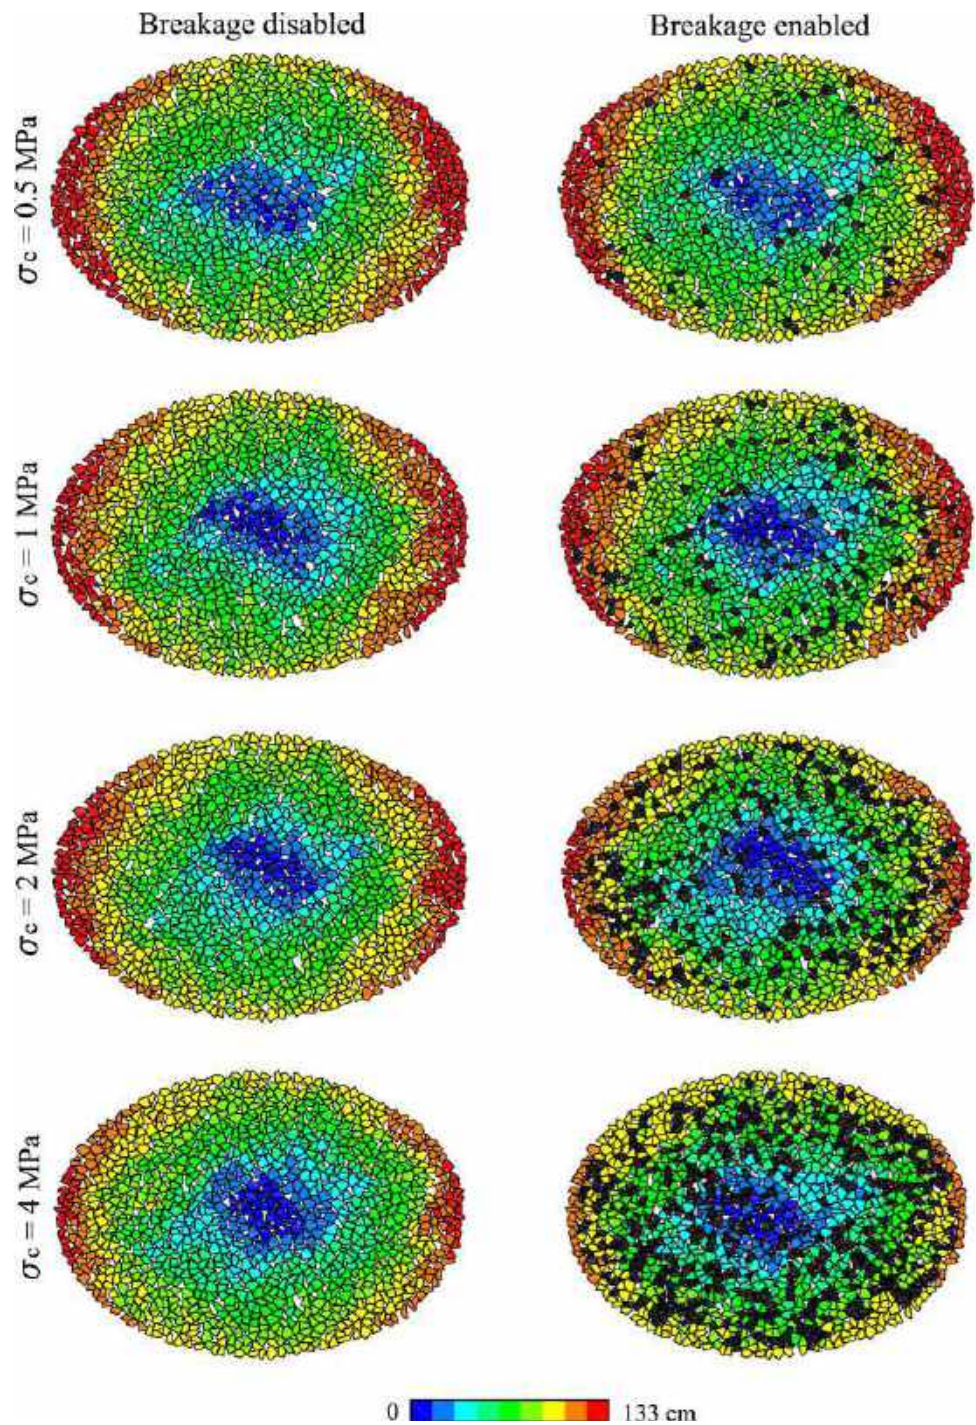 Breakage disabled Breakage enabled
σc = 0.5 MPa
σc = 1 MPa
σc = 2 MPa
σc = 4 MPa
0 133 cm